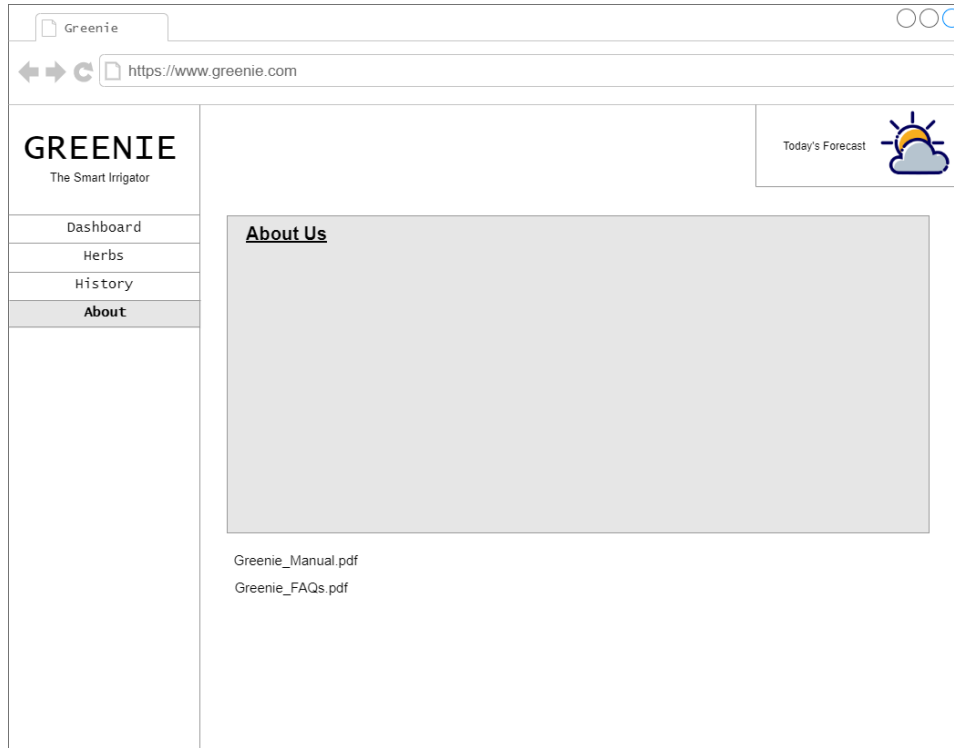 Greenie
https://www.greenie.com
GREENIE
The Smart Irrigator
Today's Forecast
Dashboard
Herbs
History
About
About Us
Greenie_Manual.pdf
Greenie_FAQs.pdf